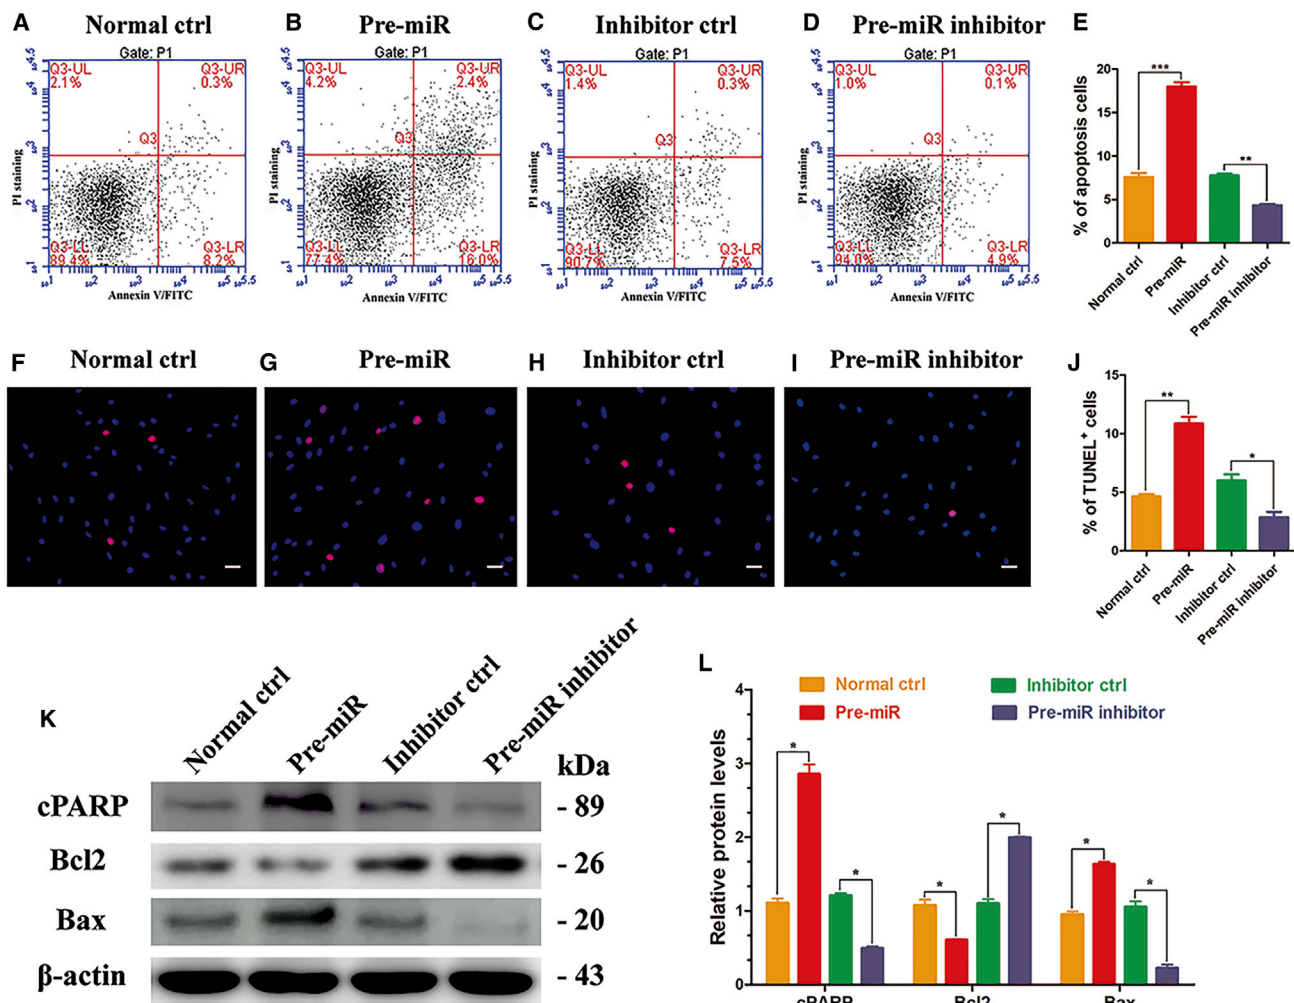 A Normal ctrl
Gate: P1
Q3-UL
2.1%
Q3-UR
0.3%
Q3
Q3-LL
89.4%
Q3-LR
8.2%
PI staining
Annexin V/FITC
B Pre-miR
Gate: P1
Q3-UL
4.2%
Q3-UR
2.4%
Q3
Q3-LL
77.4%
Q3-LR
16.0%
PI staining
Annexin V/FITC
C Inhibitor ctrl
Gate: P1
Q3-UL
1.4%
Q3-UR
0.3%
Q3
Q3-LL
90.7%
Q3-LR
7.5%
PI staining
Annexin V/FITC
D Pre-miR inhibitor
Gate: P1
Q3-UL
1.0%
Q3-UR
0.1%
Q3
Q3-LL
94.0%
Q3-LR
4.9%
PI staining
Annexin V/FITC
E
% of apoptosis cells
20
15
10
5
0
***
**
Normal ctrl
Pre-miR
Inhibitor ctrl
Pre-miR inhibitor
F Normal ctrl
G Pre-miR
H Inhibitor ctrl
I Pre-miR inhibitor
J
% of TUNEL+ cells
15
10
5
0
**
*
Normal ctrl
Pre-miR
Inhibitor ctrl
Pre-miR inhibitor
K
Normal ctrl
Pre-miR
Inhibitor ctrl
Pre-miR inhibitor
kDa
cPARP - 89
Bcl2 - 26
Bax - 20
β-actin - 43
L
Normal ctrl
Pre-miR
Inhibitor ctrl
Pre-miR inhibitor
Relative protein levels
4
3
2
1
0
*
*
*
*
*
*
cPARP
Bcl2
Bax